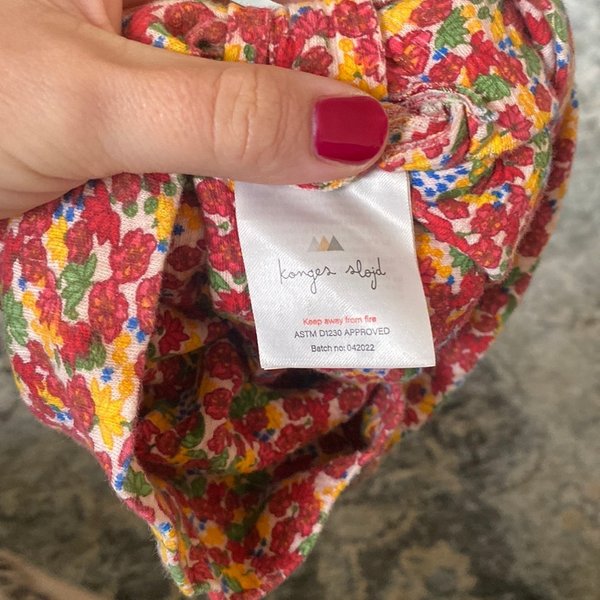 konges sløjd
Keep away from fire
ASTM D1230 APPROVED
Batch no: 042022